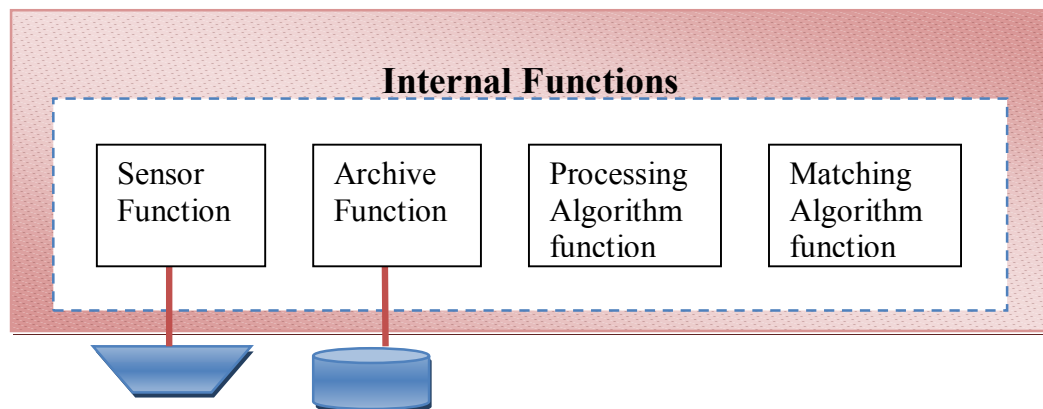 Internal Functions
Sensor
Function
Archive
Function
Processing
Algorithm
function
Matching
Algorithm
function